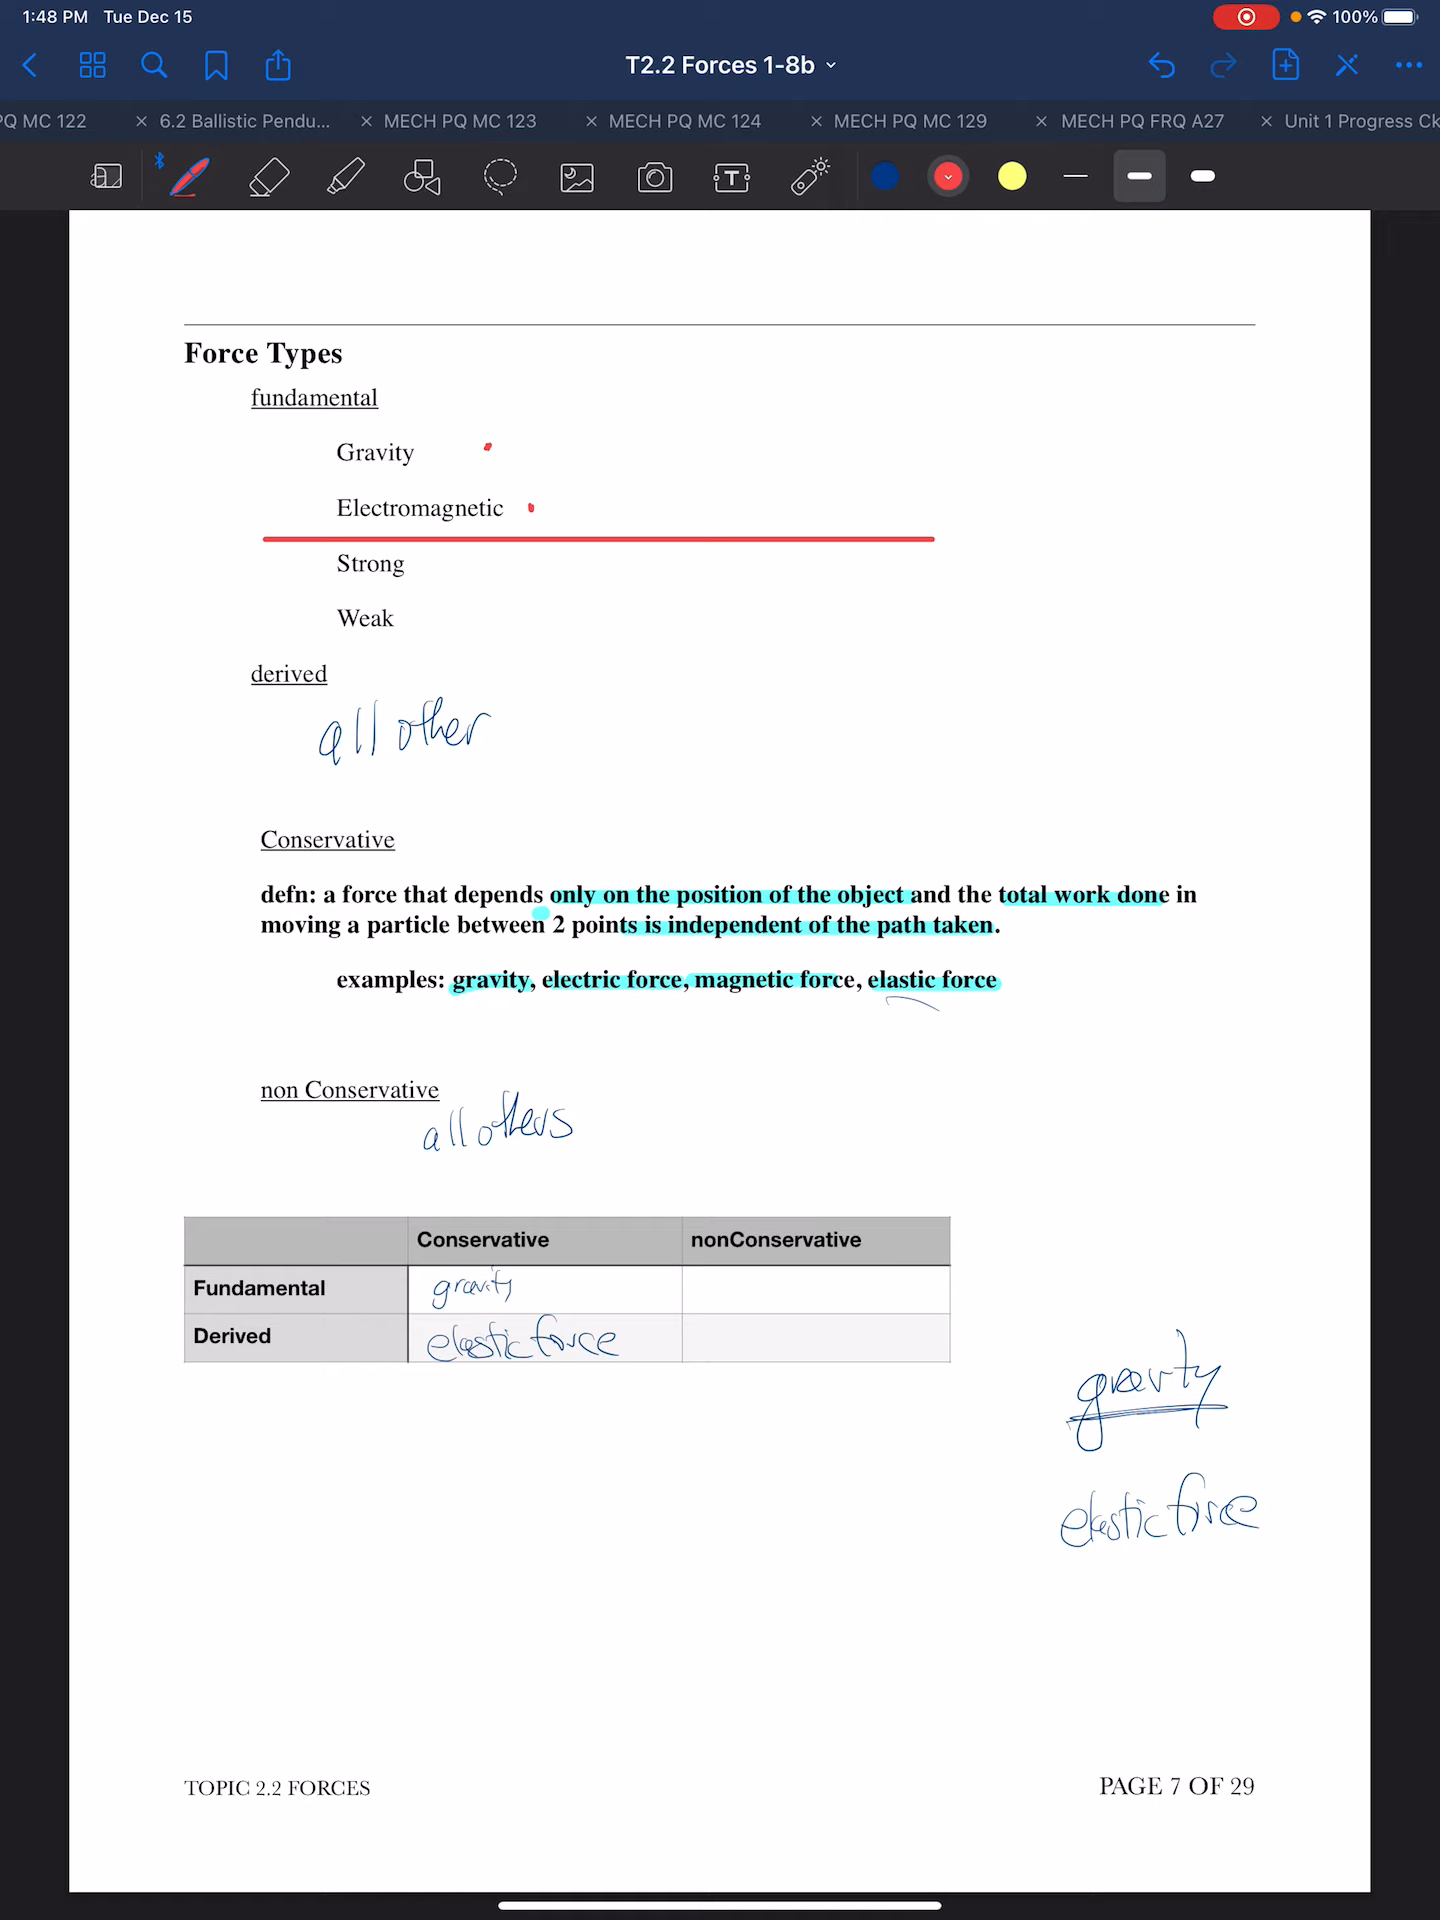 1:48 PM Tue Dec 15
100%
T2.2 Forces 1-8b
PQ MC 122
6.2 Ballistic Pendu...
MECH PQ MC 123
MECH PQ MC 124
MECH PQ MC 129
MECH PQ FRQ A27
Unit 1 Progress Ck
Force Types
fundamental
Gravity
Electromagnetic
Strong
Weak
derived
all other
Conservative
defn: a force that depends only on the position of the object and the total work done in
moving a particle between 2 points is independent of the path taken.
examples: gravity, electric force, magnetic force, elastic force
non Conservative
all others
Conservative nonConservative
Fundamental gravity
Derived elastic force
gravity
elastic force
TOPIC 2.2 FORCES PAGE 7 OF 29